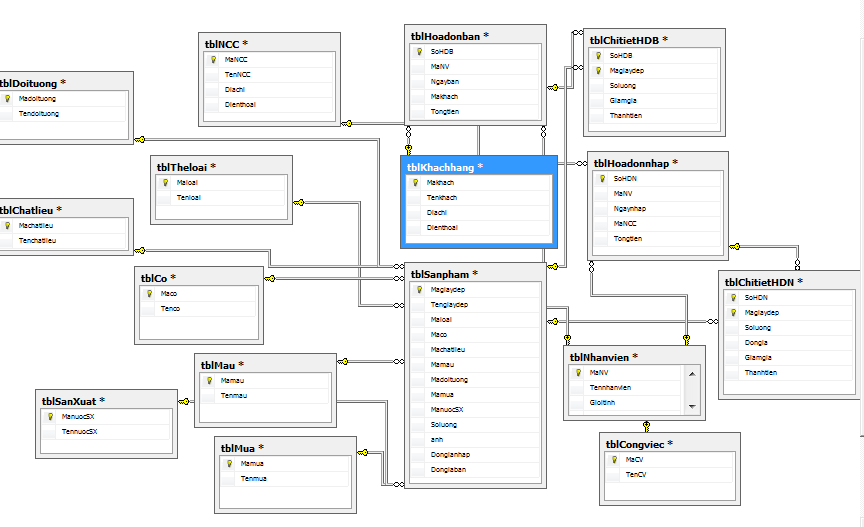 tblHoadonban *
SoHDB
MaNV
Ngayban
Makhach
Tongtien
tblChitietHDB *
SoHDB
Magiaydep
Soluong
Giamgia
Thanhtien
tblNCC *
MaNCC
TenNCC
Diachi
Dienthoai
tblDoituong *
Madoituong
Tendoituong
tblTheloai *
Maloai
Tenloai
tblKhachhang *
Makhach
Tenkhach
Diachi
Dienthoai
tblHoadonnhap *
SoHDN
MaNV
Ngaynhap
MaNCC
Tongtien
tblChatlieu *
Machatlieu
Tenchatlieu
tblCo *
Maco
Tenco
tblSanpham *
Magiaydep
Tengiaydep
Maloai
Maco
Machatlieu
Mamau
Madoituong
Mamua
ManuocSX
Soluong
anh
Dongianhap
Dongiaban
tblChitietHDN *
SoHDN
Magiaydep
Soluong
Dongia
Giamgia
Thanhtien
tblMau *
Mamau
Tenmau
tblNhanvien *
MaNV
Tennhanvien
Gioitinh
tblSanXuat *
ManuocSX
TennuocSX
tblMua *
Mamua
Tenmua
tblCongviec *
MaCV
TenCV